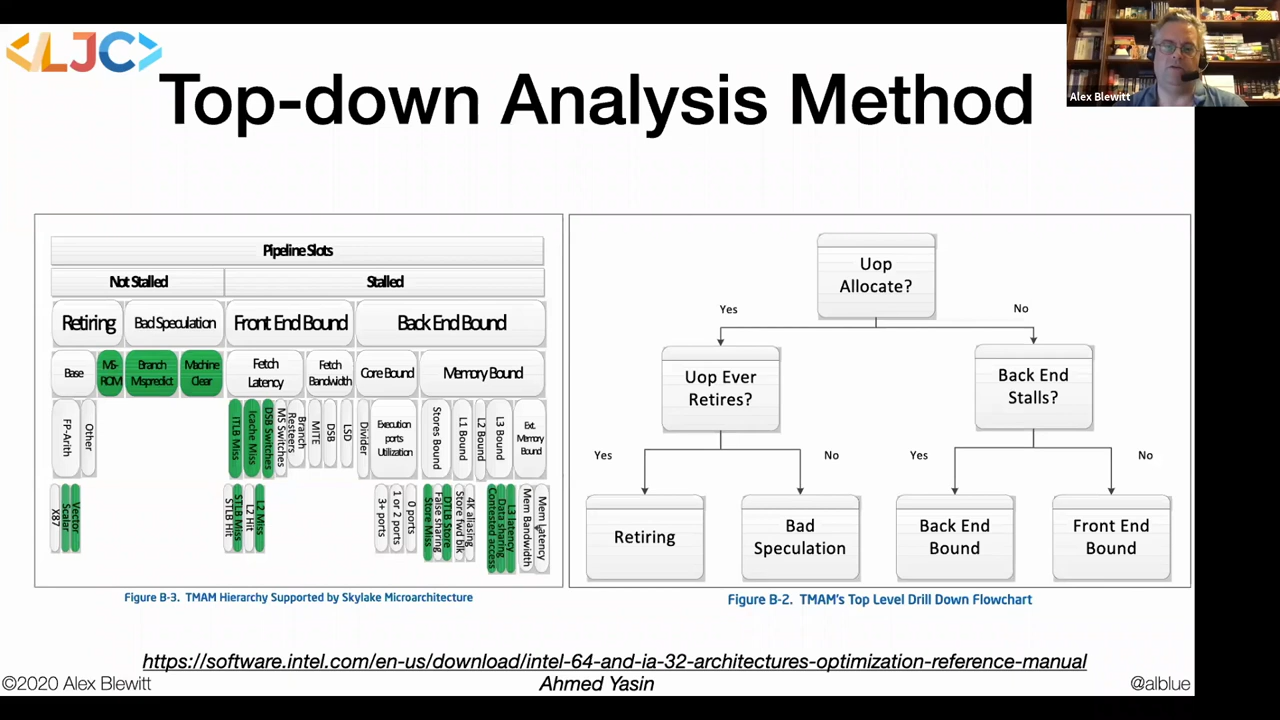 <LJC>
Alex Blewitt
Top-down Analysis Method
Pipeline Slots
Not Stalled
Stalled
Retiring
Bad Speculation
Front End Bound
Back End Bound
Base
MS-
ROM
Branch
Mispredict
Machine
Clear
Fetch
Latency
Fetch
Bandwidth
Core Bound
Memory Bound
FP-Arith
Other
ITLB Miss
Icache Miss
DSB Switches
MS Switches
Branch
Resteers
MITE
DSB
LSD
Divider
Execution
ports
Utilization
Stores Bound
L1 Bound
L2 Bound
L3 Bound
Ext.
Memory
Bound
X87
Scalar
Vector
STLB Hit
STLB Miss
L2 Hit
L2 Miss
3+ ports
1 or 2 ports
0 ports
Store Miss
False sharing
DTLB Store
Store fwd blk
4K aliasing
Contested access
Data sharing
L3 latency
Mem Bandwidth
Mem Latency
Figure B-3. TMAM Hierarchy Supported by Skylake Microarchitecture
Uop
Allocate?
Yes
No
Uop Ever
Retires?
Back End
Stalls?
Yes
No
Yes
No
Retiring
Bad
Speculation
Back End
Bound
Front End
Bound
Figure B-2. TMAM's Top Level Drill Down Flowchart
https://software.intel.com/en-us/download/intel-64-and-ia-32-architectures-optimization-reference-manual
Ahmed Yasin
©2020 Alex Blewitt
@alblue